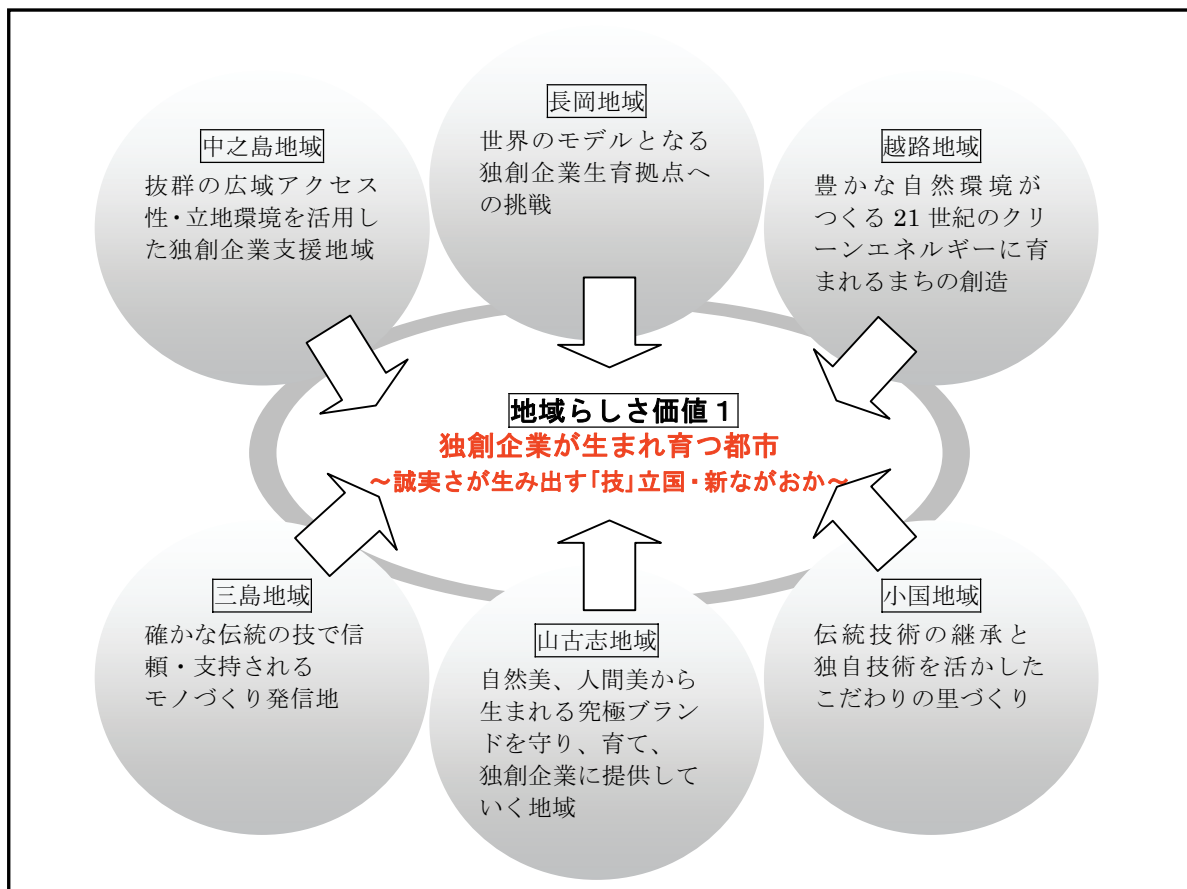 長岡地域
世界のモデルとなる
独創企業生育拠点へ
の挑戦
中之島地域
抜群の広域アクセス
性・立地環境を活用し
た独創企業支援地域
越路地域
豊かな自然環境が
つくる 21 世紀のクリ
ーンエネルギーに育
まれるまちの創造
地域らしさ価値 1
独創企業が生まれ育つ都市
～誠実さが生み出す｢技｣立国・新ながおか～
三島地域
確かな伝統の技で信
頼・支持される
モノづくり発信地
山古志地域
自然美、人間美から
生まれる究極ブラン
ドを守り、育て、
独創企業に提供して
いく地域
小国地域
伝統技術の継承と
独自技術を活かした
こだわりの里づくり